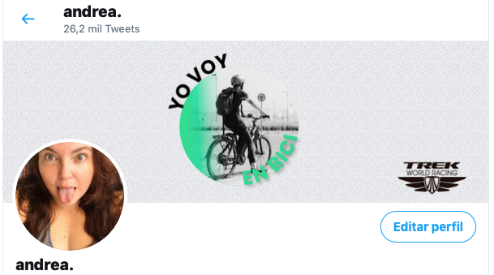 andrea.
26,2 mil Tweets
YO VOY
EN BICI
TREK
WORLD RACING
Editar perfil
andrea.